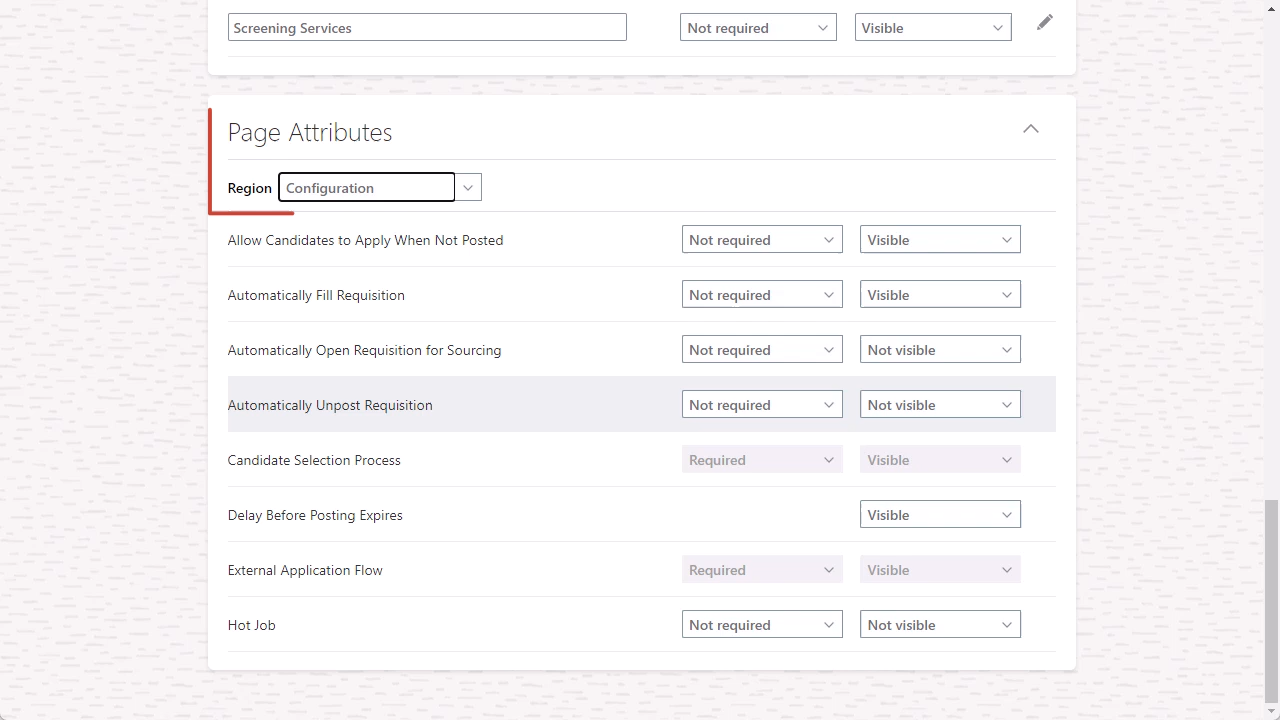 Screening Services Not required Visible
Page Attributes
Region Configuration
Allow Candidates to Apply When Not Posted Not required Visible
Automatically Fill Requisition Not required Visible
Automatically Open Requisition for Sourcing Not required Not visible
Automatically Unpost Requisition Not required Not visible
Candidate Selection Process Required Visible
Delay Before Posting Expires Visible
External Application Flow Required Visible
Hot Job Not required Not visible